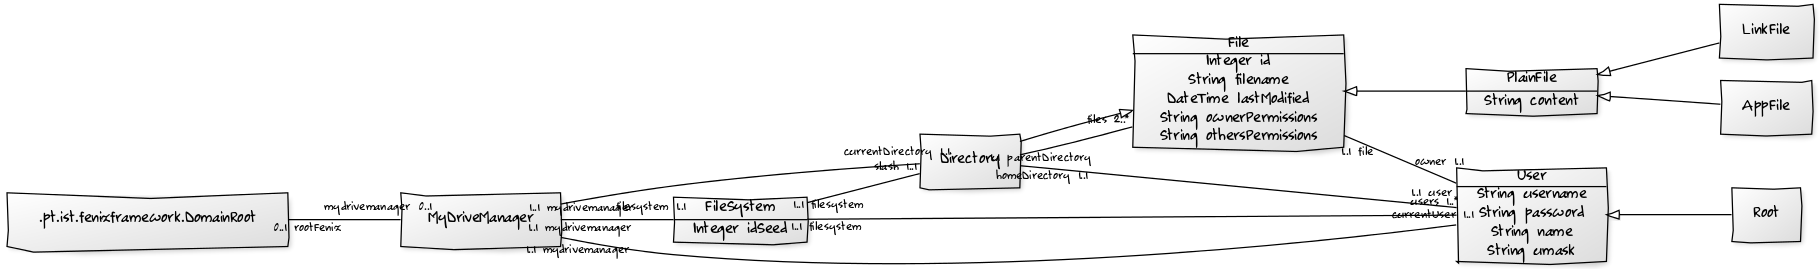 LinkFile
File
Integer id
String filename
DateTime lastModified
String ownerPermissions
String othersPermissions
PlainFile
String content
AppFile
files 2..*
currentDirectory 1..1
slash 1..1
Directory
parentDirectory
homeDirectory 1..1
1..1 file
owner 1..1
User
String username
String password
String name
String umask
1..1 user
users 1..*
currentUser 1..1
Root
.pt.ist.fenixframework.DomainRoot
mydrivemanager 0..1
0..1 rootFenix
MyDriveManager
1..1 mydrivemanager
filesystem 1..1
1..1 mydrivemanager
1..1 mydrivemanager
FileSystem
Integer idSeed
1..1 filesystem
1..1 filesystem